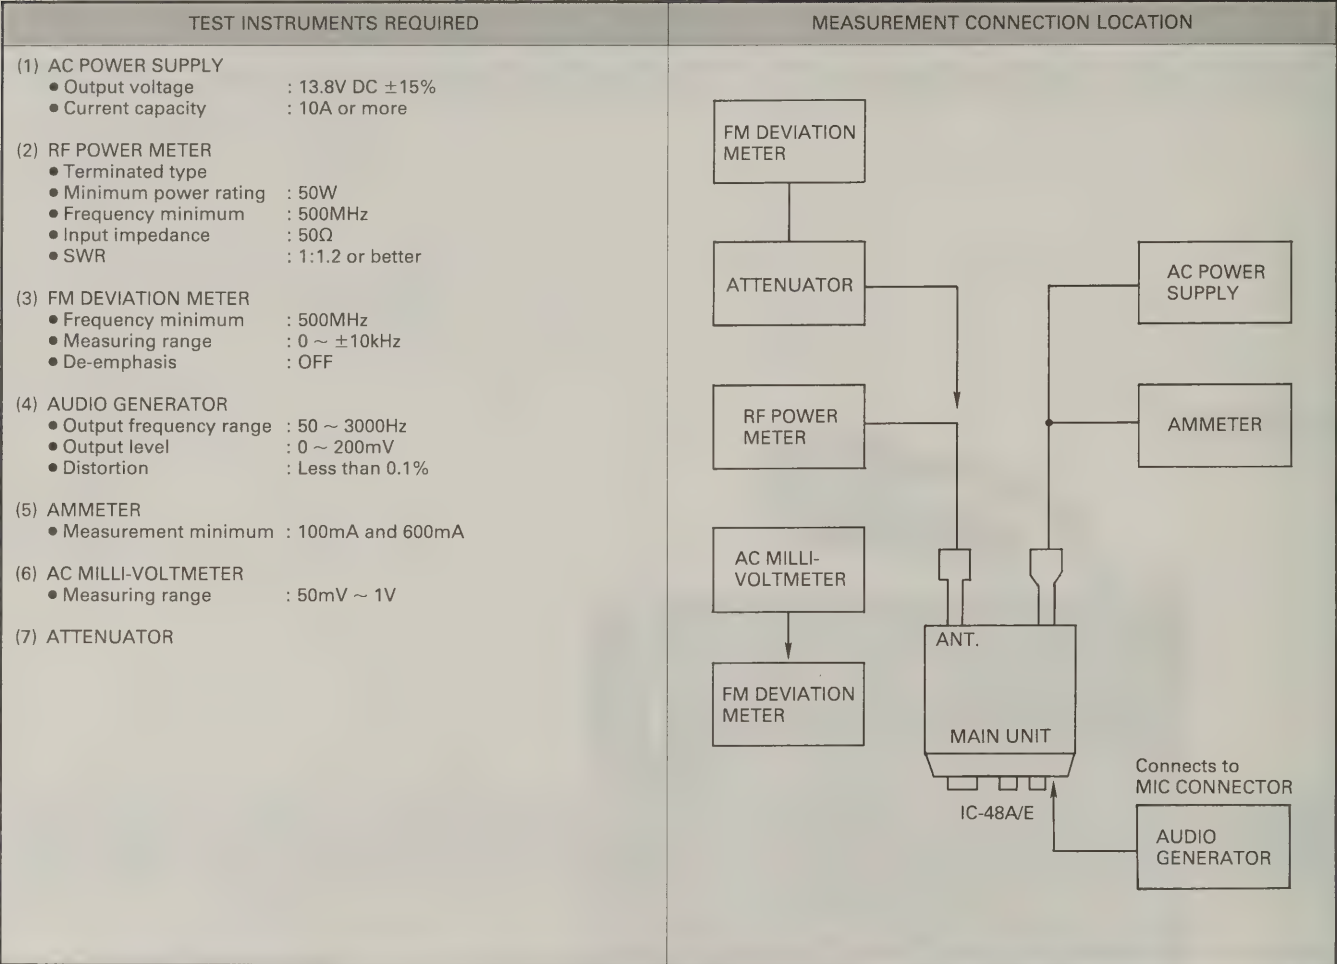 TEST INSTRUMENTS REQUIRED
(1) AC POWER SUPPLY
● Output voltage : 13.8V DC ±15%
● Current capacity : 10A or more
(2) RF POWER METER
● Terminated type
● Minimum power rating : 50W
● Frequency minimum : 500MHz
● Input impedance : 50Ω
● SWR : 1:1.2 or better
(3) FM DEVIATION METER
● Frequency minimum : 500MHz
● Measuring range : 0 ~ ±10kHz
● De-emphasis : OFF
(4) AUDIO GENERATOR
● Output frequency range : 50 ~ 3000Hz
● Output level : 0 ~ 200mV
● Distortion : Less than 0.1%
(5) AMMETER
● Measurement minimum : 100mA and 600mA
(6) AC MILLI-VOLTMETER
● Measuring range : 50mV ~ 1V
(7) ATTENUATOR
MEASUREMENT CONNECTION LOCATION
FM DEVIATION
METER
ATTENUATOR
AC POWER
SUPPLY
RF POWER
METER
AMMETER
AC MILLI-
VOLTMETER
ANT.
FM DEVIATION
METER
MAIN UNIT
IC-48A/E
Connects to
MIC CONNECTOR
AUDIO
GENERATOR